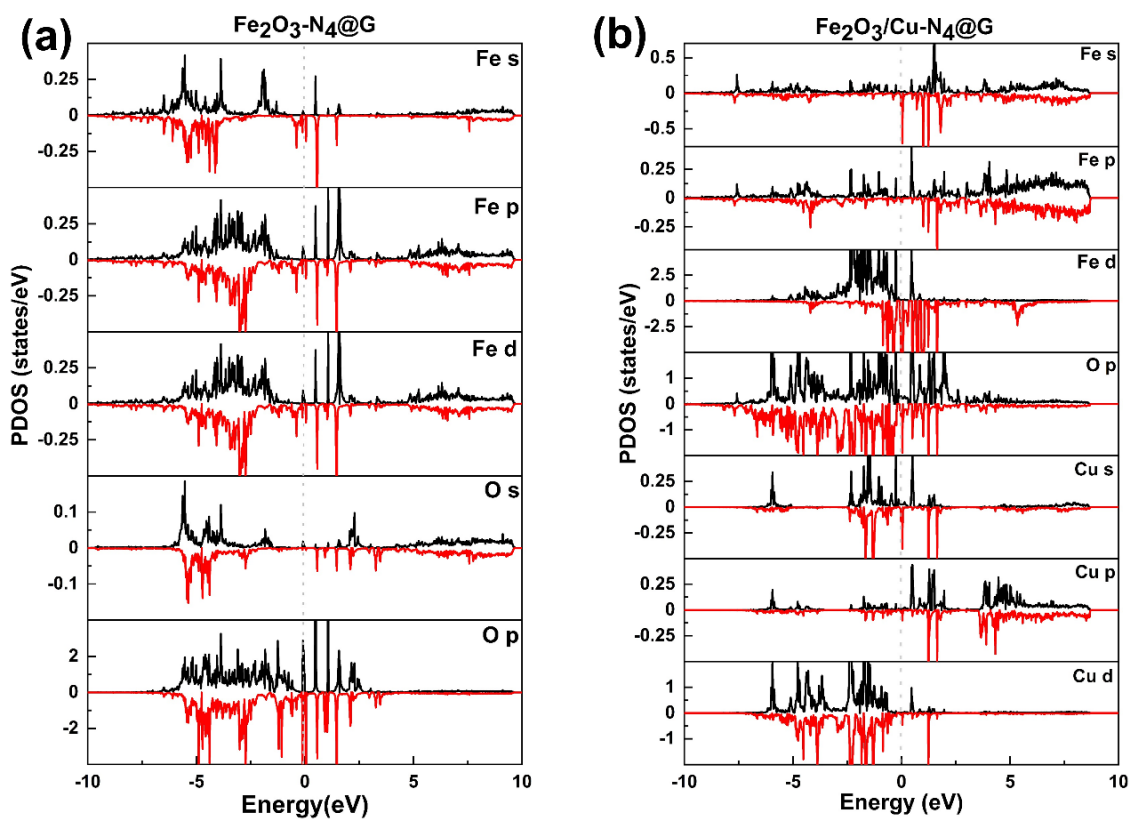 (a)
Fe₂O₃-N₄@G
Fe s
0.25
0
-0.25
Fe p
0.25
0
-0.25
Fe d
0.25
0
-0.25
O s
0.1
0
-0.1
O p
2
0
-2
-10
-5
0
5
10
PDOS (states/eV)
Energy(eV)
(b)
Fe₂O₃/Cu-N₄@G
Fe s
0.5
0
-0.5
Fe p
0.25
0
-0.25
Fe d
2.5
0
-2.5
O p
1
0
-1
Cu s
0.25
0
-0.25
Cu p
0.25
0
-0.25
Cu d
1
0
-1
-10
-5
0
5
10
PDOS (states/eV)
Energy (eV)